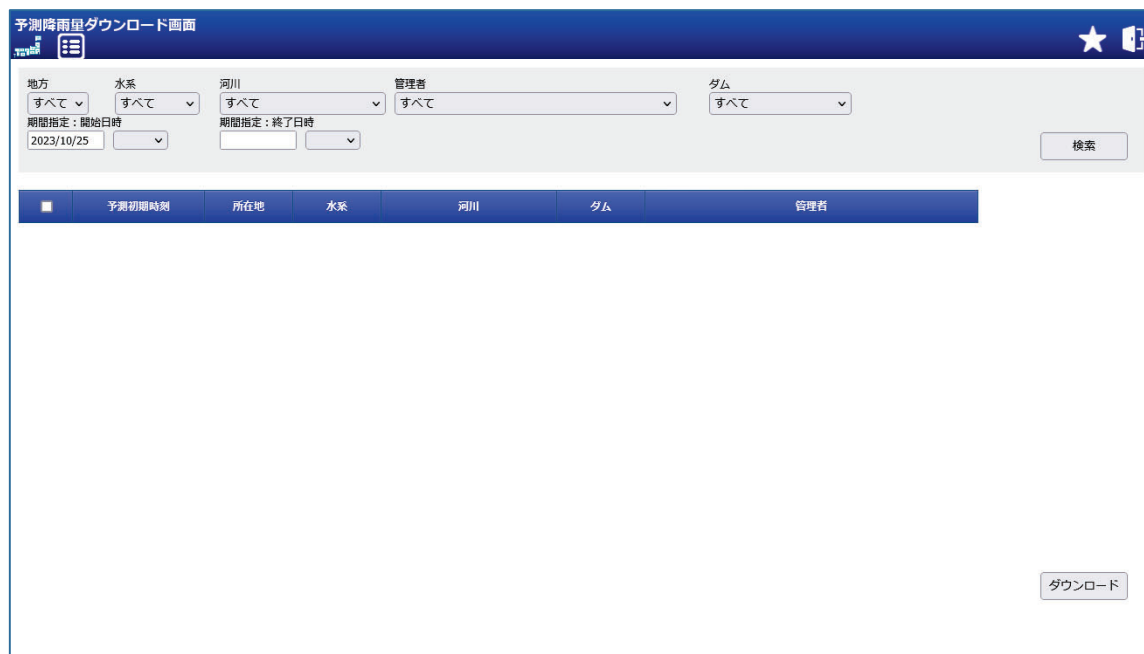 予測降雨量ダウンロード画面
地方 水系 河川 管理者 ダム
すべて すべて すべて すべて すべて
期間指定：開始日時 期間指定：終了日時
2023/10/25
検索
予測初期時刻 所在地 水系 河川 ダム 管理者
ダウンロード